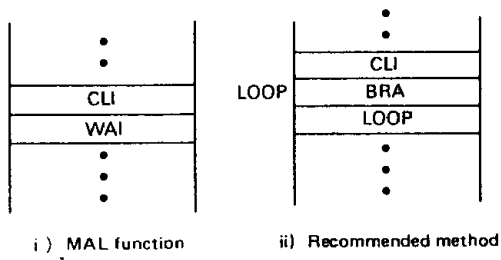 CLI
WAI
i ) MAL function
CLI
LOOP BRA
LOOP
ii) Recommended method